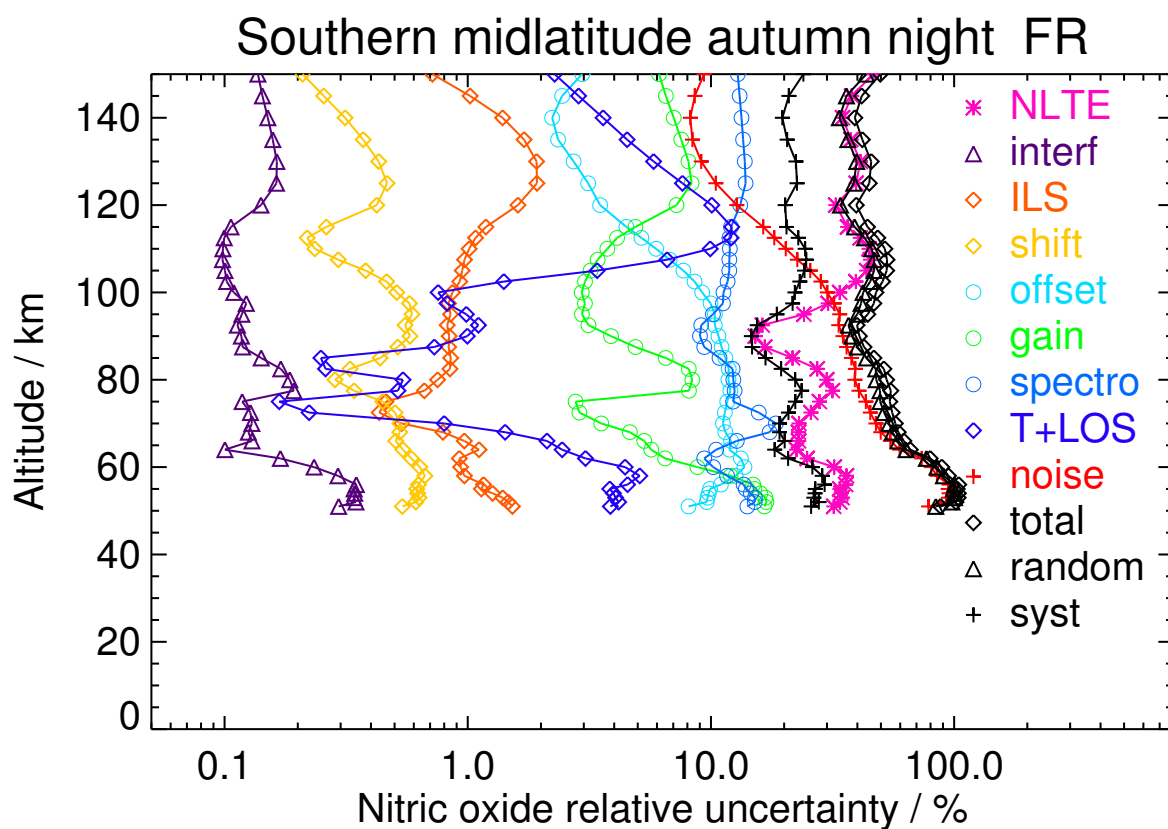 Southern midlatitude autumn night FR
Altitude / km
140
120
100
80
60
40
20
0
NLTE
interf
ILS
shift
offset
gain
spectro
T+LOS
noise
total
random
syst
0.1 1.0 10.0 100.0
Nitric oxide relative uncertainty / %